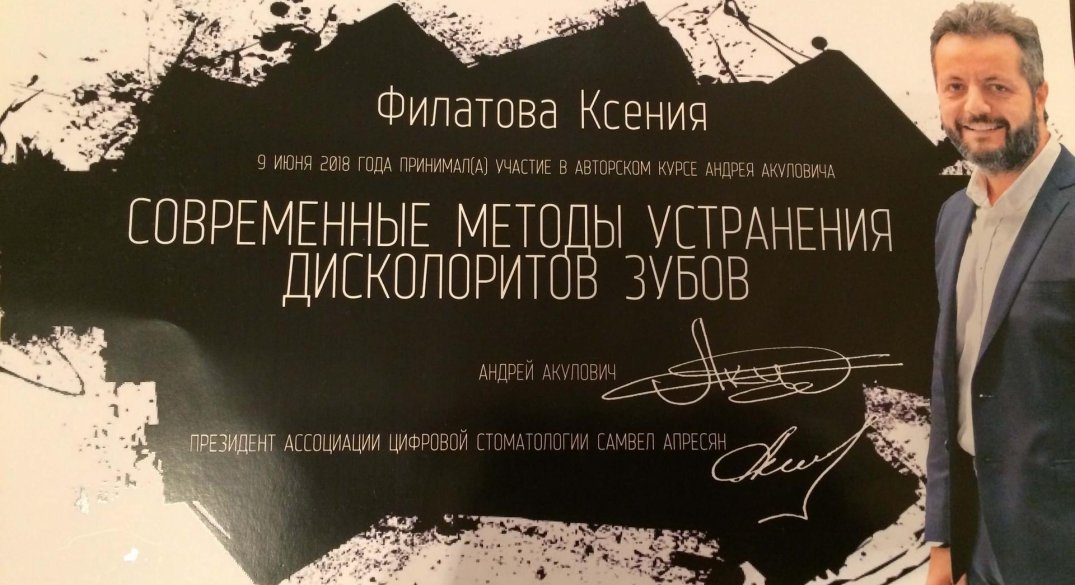 Филатова Ксения
9 ИЮНЯ 2018 ГОДА ПРИНИМАЛ(А) УЧАСТИЕ В АВТОРСКОМ КУРСЕ АНДРЕЯ АКУЛОВИЧА
СОВРЕМЕННЫЕ МЕТОДЫ УСТРАНЕНИЯ
ДИСКОЛОРИТОВ ЗУБОВ
АНДРЕЙ АКУЛОВИЧ
ПРЕЗИДЕНТ АССОЦИАЦИИ ЦИФРОВОЙ СТОМАТОЛОГИИ САМВЕЛ АПРЕСЯН